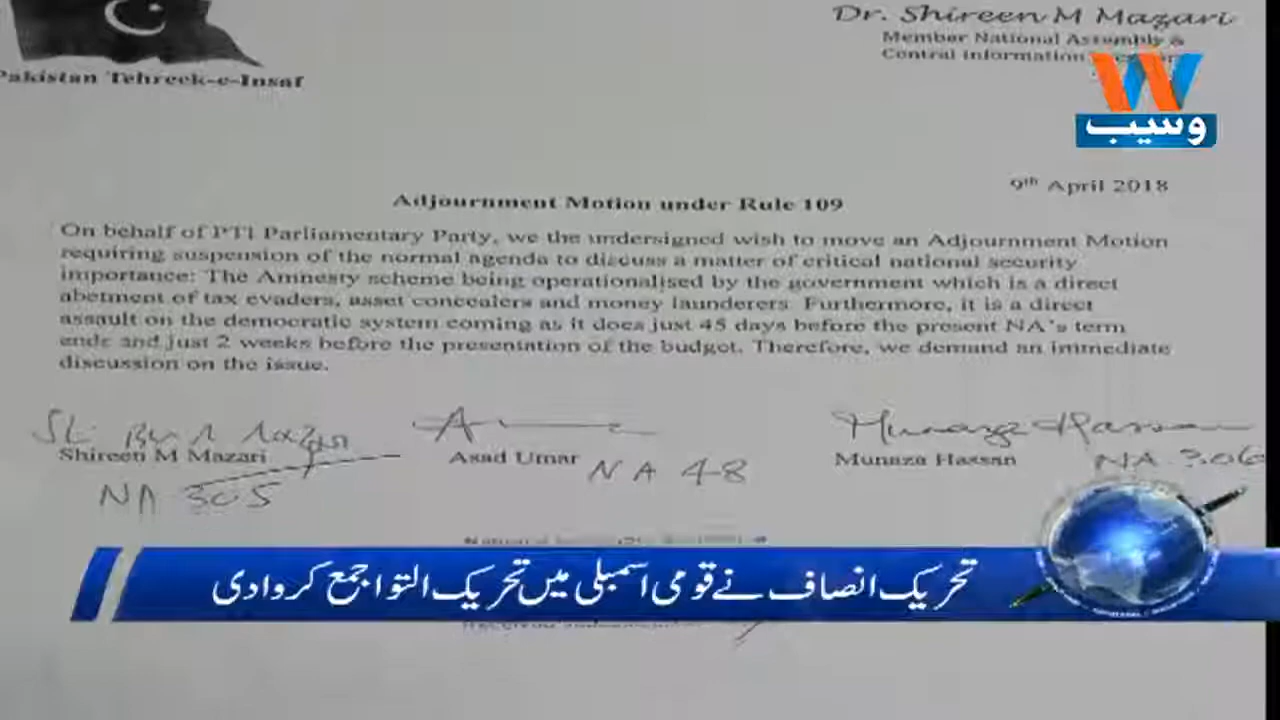 Dr. Shireen M Mazari
Member National Assembly &
Central Information
Pakistan Tehreek-e-Insaf
W
وسیب
9th April 2018
Adjournment Motion under Rule 109
On behalf of PTI Parliamentary Party, we the undersigned wish to move an Adjournment Motion
requiring suspension of the normal agenda to discuss a matter of critical national security
importance: The Amnesty scheme being operationalised by the government which is a direct
abetment of tax evaders, asset concealers and money launderers. Furthermore, it is a direct
assault on the democratic system coming as it does just 45 days before the present NA's term
ends and just 2 weeks before the presentation of the budget. Therefore, we demand an immediate
discussion on the issue.
Munaza Hassan
Shireen M Mazari
Asad Umar NA 48
Munaza Hassan NA 306
NA 305
تحریک انصاف نے قومی اسمبلی میں تحریک التوا جمع کروا دی